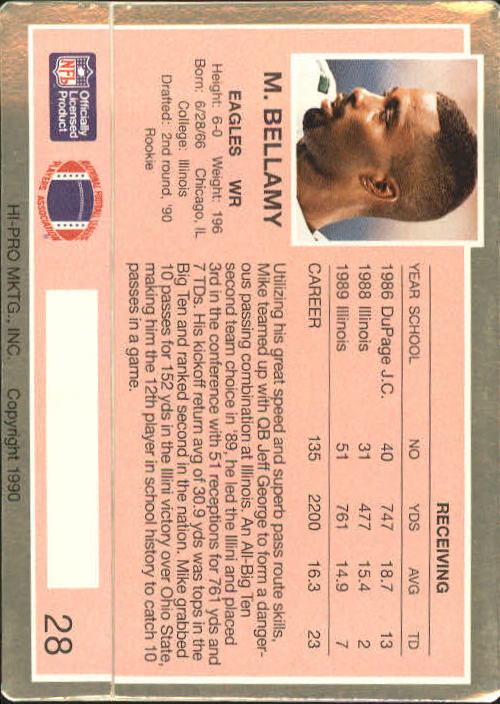 M. BELLAMY
EAGLES WR
Height: 6-0 Weight: 196
Born: 6/28/66 Chicago, IL
College: Illinois
Drafted: 2nd round, '90
Rookie
NFL
Officially
Licensed
Product
NATIONAL FOOTBALL LEAGUE
PLAYERS ASSOCIATION
RECEIVING
YEAR SCHOOL NO YDS AVG TD
1986 DuPage J.C. 40 747 18.7 13
1988 Illinois 31 477 15.4 2
1989 Illinois 51 761 14.9 7
CAREER 135 2200 16.3 23
Utilizing his great speed and superb pass route skills,
Mike teamed up with QB Jeff George to form a danger-
ous passing combination at Illinois. An All-Big Ten
second team choice in '89, he led the Illini and placed
3rd in the conference with 51 receptions for 761 yds and
7 TDs. His kickoff return avg of 30.9 yds was tops in the
Big Ten and ranked second in the nation. Mike grabbed
10 passes for 152 yds in the Illini victory over Ohio State,
making him the 12th player in school history to catch 10
passes in a game.
28
HI-PRO MKTG., INC. Copyright 1990